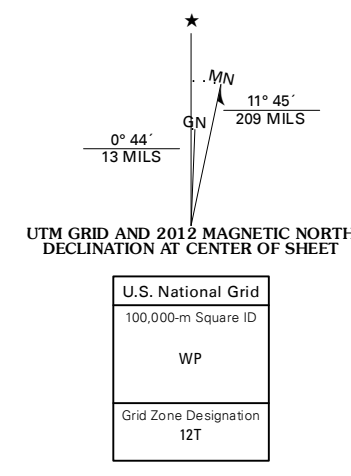 ★
MN
GN
11° 45´
209 MILS
0° 44´
13 MILS
UTM GRID AND 2012 MAGNETIC NORTH
DECLINATION AT CENTER OF SHEET
U.S. National Grid
100,000-m Square ID
WP
Grid Zone Designation
12T